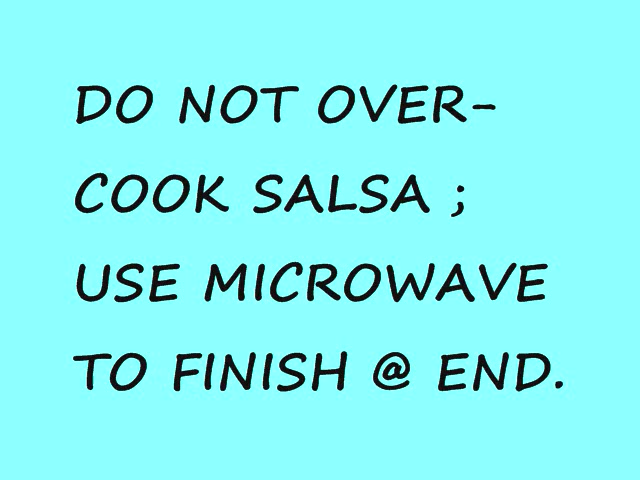 DO NOT OVER-
COOK SALSA ;
USE MICROWAVE
TO FINISH @ END.